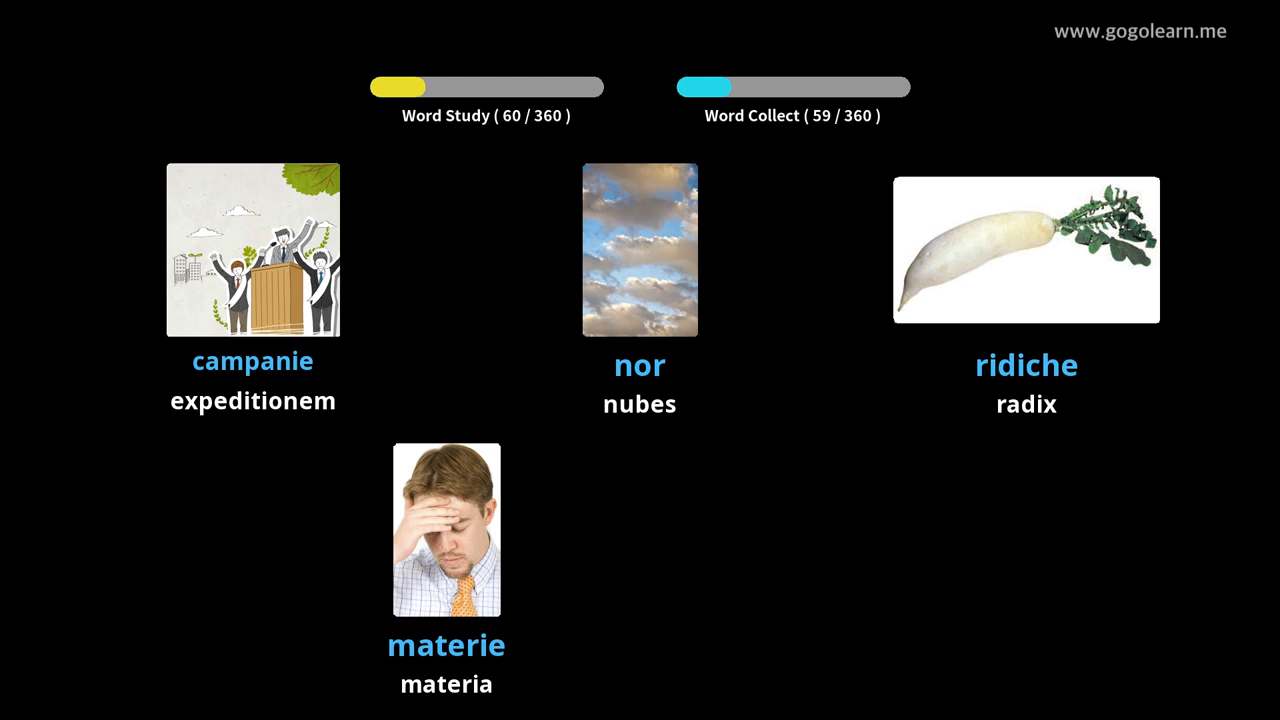 www.gogolearn.me
Word Study ( 60 / 360 )
Word Collect ( 59 / 360 )
campanie
expeditionem
nor
nubes
ridiche
radix
materie
materia